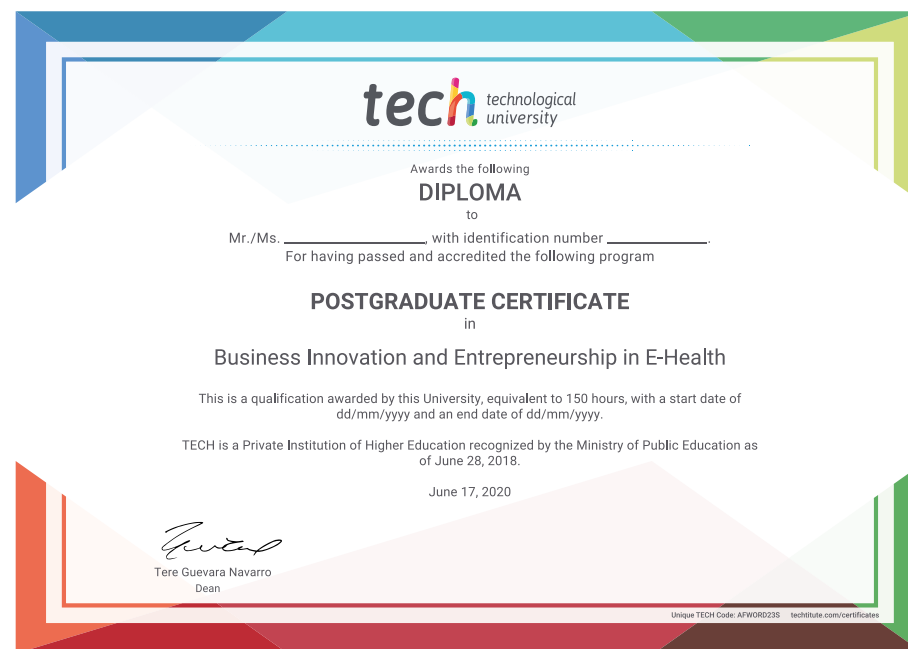 tech technological
university
Awards the following
DIPLOMA
to
Mr./Ms. ____________, with identification number ____________.
For having passed and accredited the following program
POSTGRADUATE CERTIFICATE
in
Business Innovation and Entrepreneurship in E-Health
This is a qualification awarded by this University, equivalent to 150 hours, with a start date of
dd/mm/yyyy and an end date of dd/mm/yyyy.
TECH is a Private Institution of Higher Education recognized by the Ministry of Public Education as
of June 28, 2018.
June 17, 2020
Tere Guevara Navarro
Dean
Unique TECH Code: AFWORD23S techtitute.com/certificates